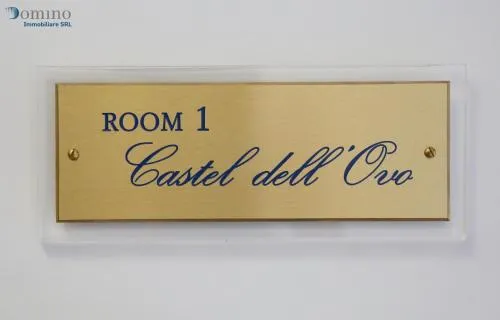 Domino
Immobiliare SRL
ROOM 1
Castel dell'Ovo